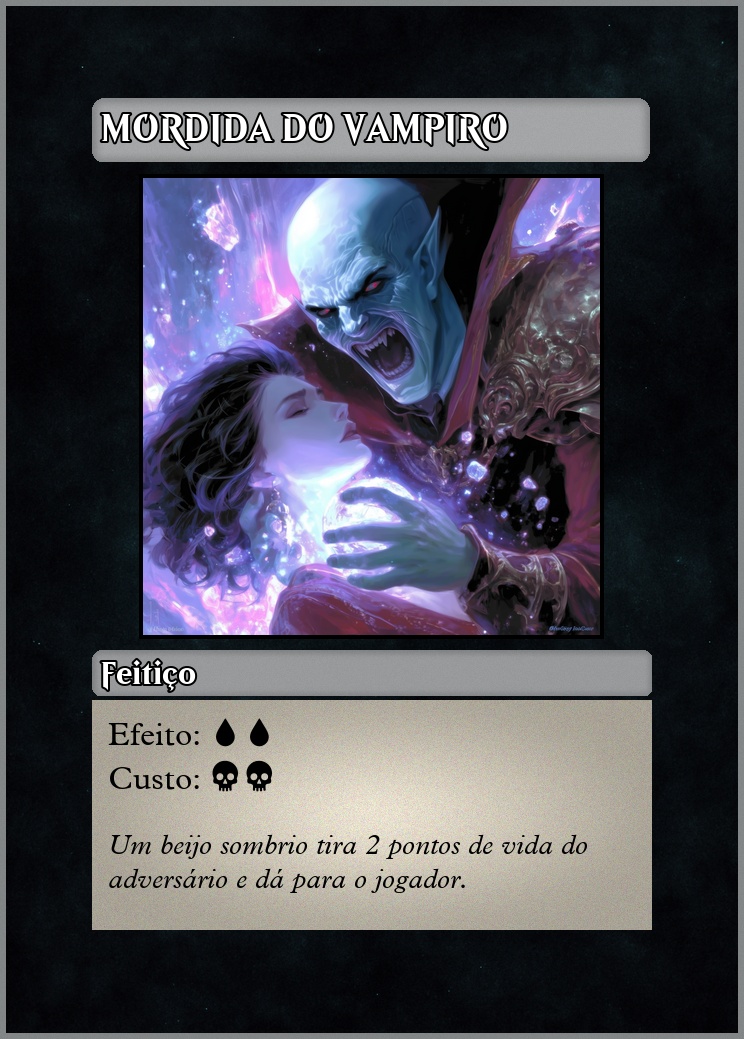 MORDIDA DO VAMPIRO
Feitiço
Efeito:
Custo:
Um beijo sombrio tira 2 pontos de vida do
adversário e dá para o jogador.